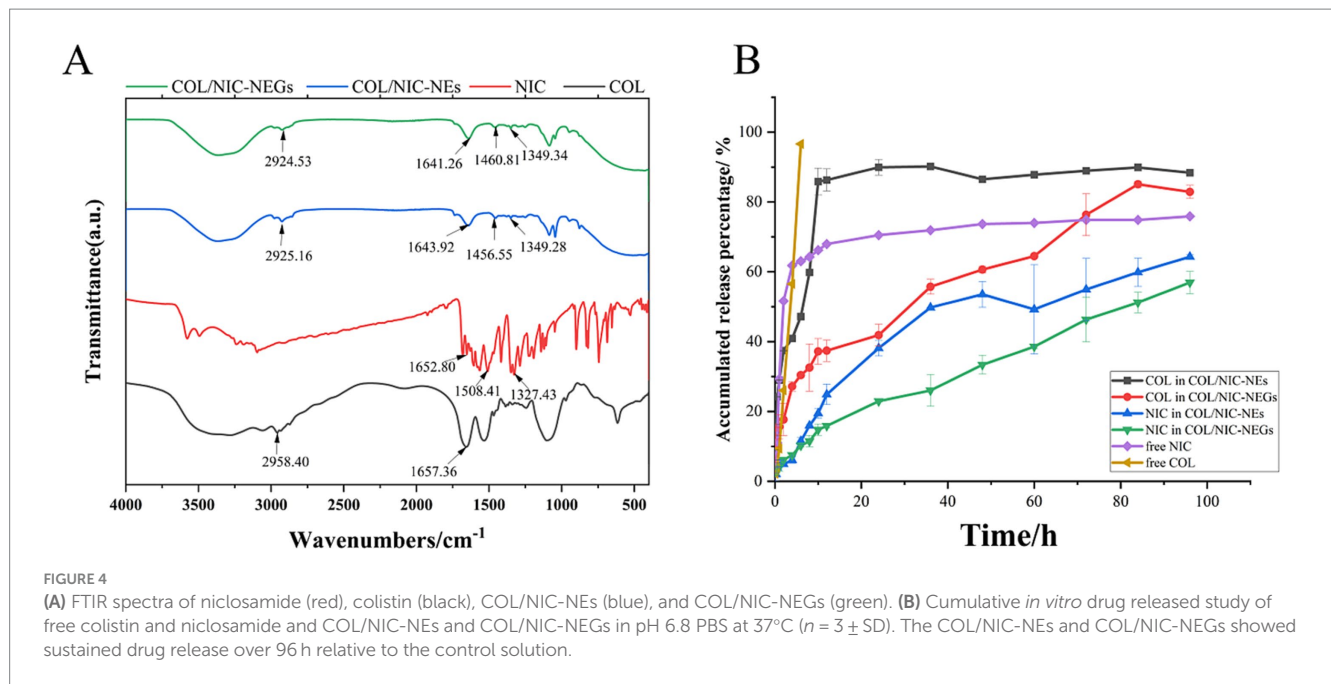 A
COL/NIC-NEGs COL/NIC-NEs NIC COL
Transmittance(a.u.)
2924.53
1641.26
1460.81
1349.34
2925.16
1643.92
1456.55
1349.28
1652.80
1508.41
1327.43
2958.40
1657.36
4000 3500 3000 2500 2000 1500 1000 500
Wavenumbers/cm-1
B
Accumulated release percentage/ %
100
80
60
40
20
0
COL in COL/NIC-NEs
COL in COL/NIC-NEGs
NIC in COL/NIC-NEs
NIC in COL/NIC-NEGs
free NIC
free COL
0 20 40 60 80 100
Time/h
FIGURE 4
(A) FTIR spectra of niclosamide (red), colistin (black), COL/NIC-NEs (blue), and COL/NIC-NEGs (green). (B) Cumulative in vitro drug released study of
free colistin and niclosamide and COL/NIC-NEs and COL/NIC-NEGs in pH 6.8 PBS at 37°C (n = 3 ± SD). The COL/NIC-NEs and COL/NIC-NEGs showed
sustained drug release over 96 h relative to the control solution.